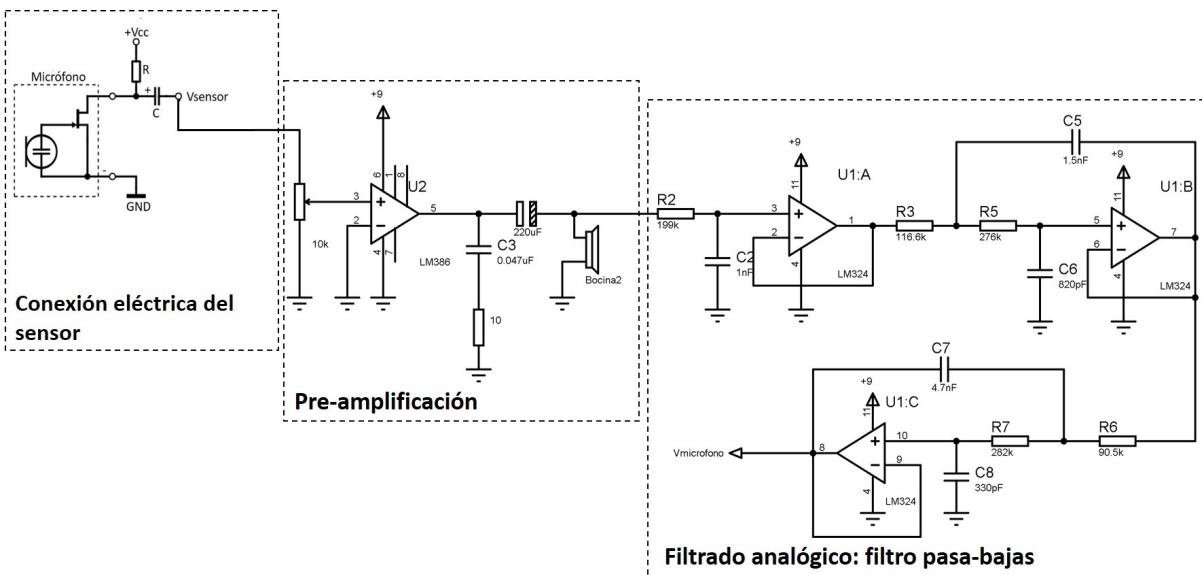 +Vcc
R
Micrófono
+
C
Vsensor
-
GND
Conexión eléctrica del
sensor
+9
6
1
8
U2
3
+
5
2
-
4
7
10k
LM386
220uF
C3
0.047uF
10
Bocina2
Pre-amplificación
R2
199k
C2
1nF
+9
11
U1:A
3
+
1
2
-
4
LM324
R3
116.6k
C5
1.5nF
R5
276k
C6
820pF
+9
11
U1:B
5
+
7
6
-
4
LM324
C7
4.7nF
+9
11
U1:C
+
10
8
-
9
4
LM324
Vmicrofono
R7
282k
R6
90.5k
C8
330pF
Filtrado analógico: filtro pasa-bajas